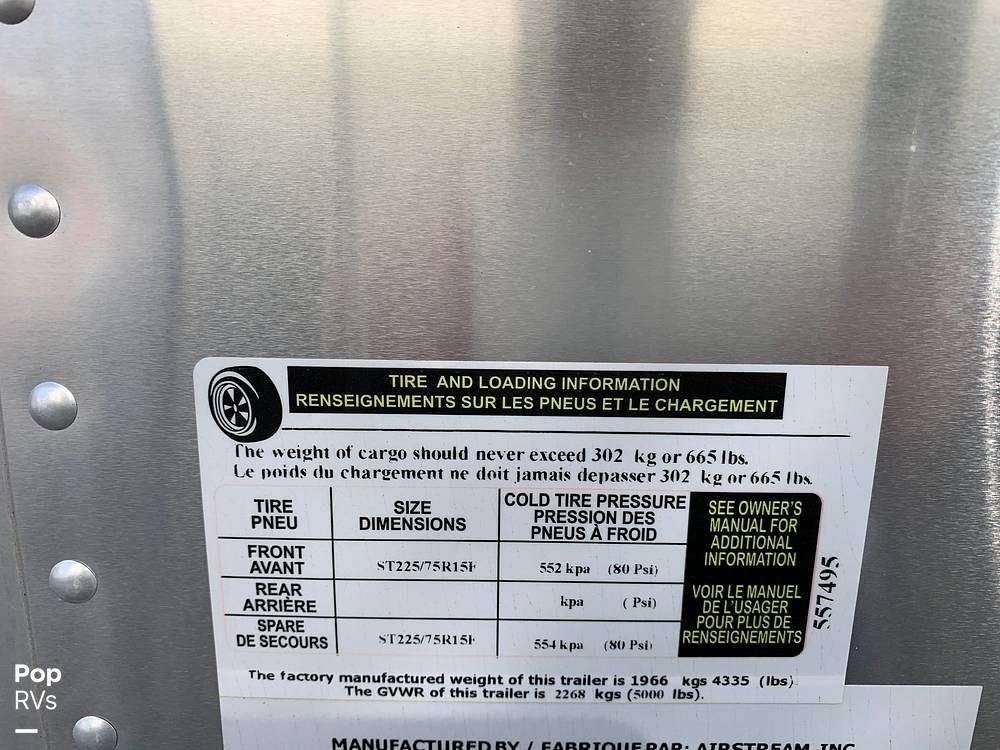 TIRE AND LOADING INFORMATION
RENSEIGNEMENTS SUR LES PNEUS ET LE CHARGEMENT
The weight of cargo should never exceed 302 kg or 665 lbs.
Le poids du chargement ne doit jamais depasser 302 kg or 665 lbs.
TIRE
PNEU
SIZE
DIMENSIONS
COLD TIRE PRESSURE
PRESSION DES
PNEUS À FROID
FRONT
AVANT
ST225/75R15F
552 kpa (80 Psi)
REAR
ARRIÈRE
kpa ( Psi)
SPARE
DE SECOURS
ST225/75R15F
554 kpa (80 Psi)
SEE OWNER'S
MANUAL FOR
ADDITIONAL
INFORMATION
VOIR LE MANUEL
DE L'USAGER
POUR PLUS DE
RENSEIGNEMENTS
557495
The factory manufactured weight of this trailer is 1966 kgs 4335 (lbs)
The GVWR of this trailer is 2268 kgs (5000 lbs).
MANUFACTURED BY / FABRIQUE PAR: AIRSTREAM, INC
Pop
RVs